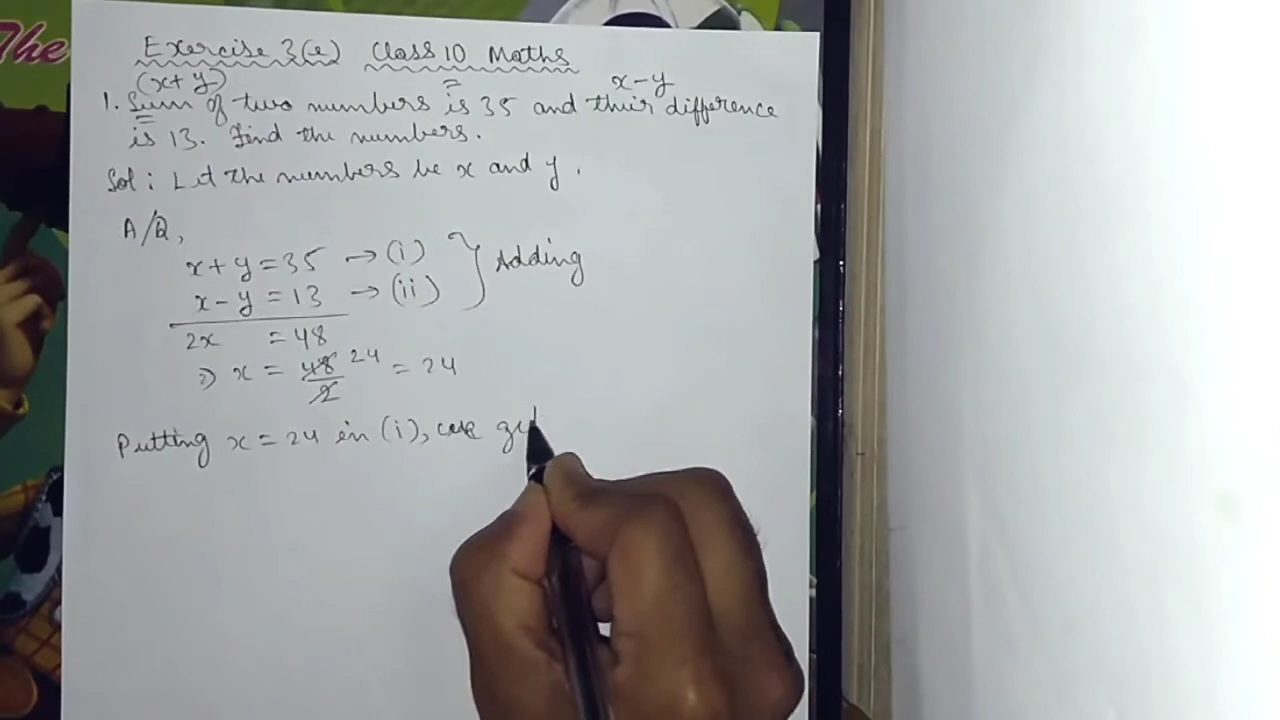 The
Exercise 3(e) Class 10 Maths
(x+y) x-y
1. Sum of two numbers is 35 and their difference
is 13. Find the numbers.
Sol: Let the numbers be x and y.
A/Q,
x+y=35 → (i)
x-y=13 → (ii) } Adding
2x =48
⇒ x = 48/2 24 = 24
Putting x=24 in (i), we get